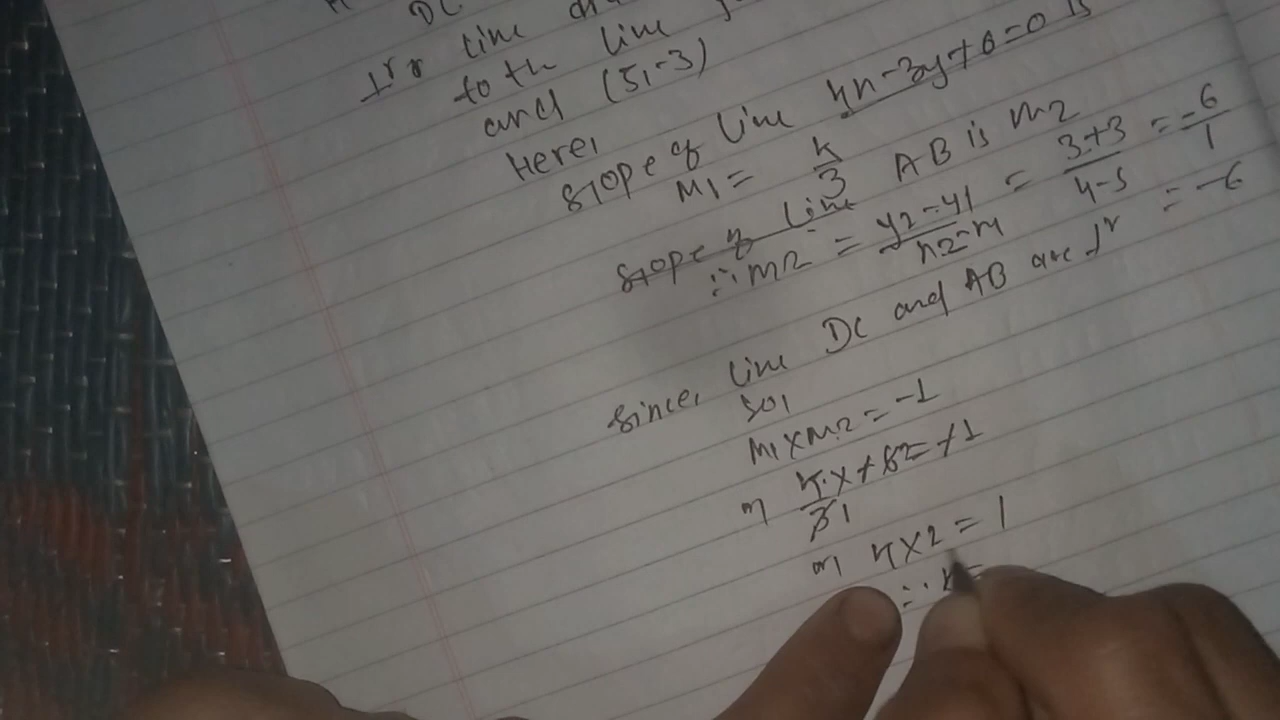 DC
⊥r, line
to the line
and (5,-3)
Here,
Slope of line kx-3y+6=0 is
M1 = k/3
Slope of line AB is m2
∴ m2 = y2-y1/x2-x1 = 3+3/4-5 = -6/1
= -6
Since, line DC and AB are ⊥r
So,
M1×M2=-1
or k/3 × +6 = +1
or, k×2=1
∴ k=